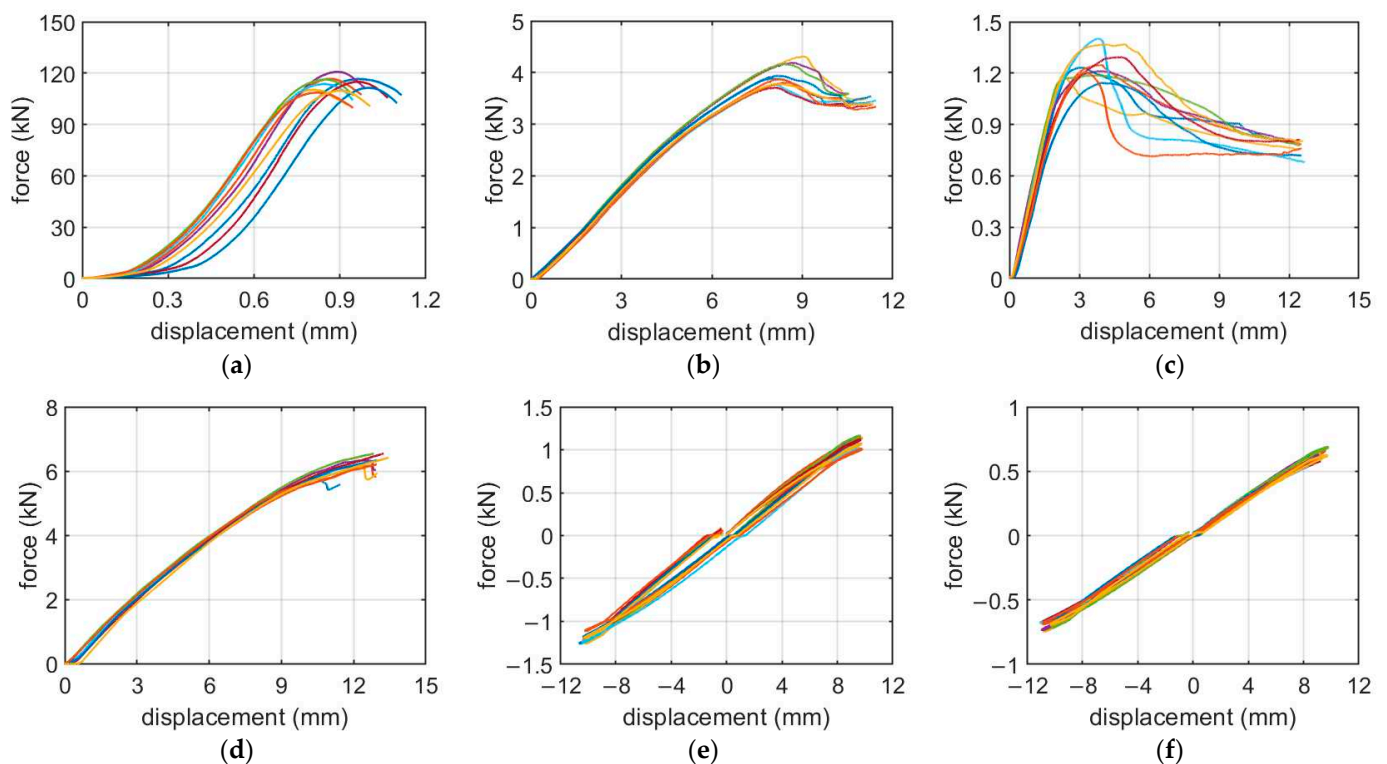 150
120
90
60
30
0
force (kN)
0 0.3 0.6 0.9 1.2
displacement (mm)
(a)
5
4
3
2
1
0
force (kN)
0 3 6 9 12
displacement (mm)
(b)
1.5
1.2
0.9
0.6
0.3
0
force (kN)
0 3 6 9 12 15
displacement (mm)
(c)
8
6
4
2
0
force (kN)
0 3 6 9 12 15
displacement (mm)
(d)
1.5
1
0.5
0
−0.5
−1
−1.5
force (kN)
−12 −8 −4 0 4 8 12
displacement (mm)
(e)
1
0.5
0
−0.5
−1
force (kN)
−12 −8 −4 0 4 8 12
displacement (mm)
(f)